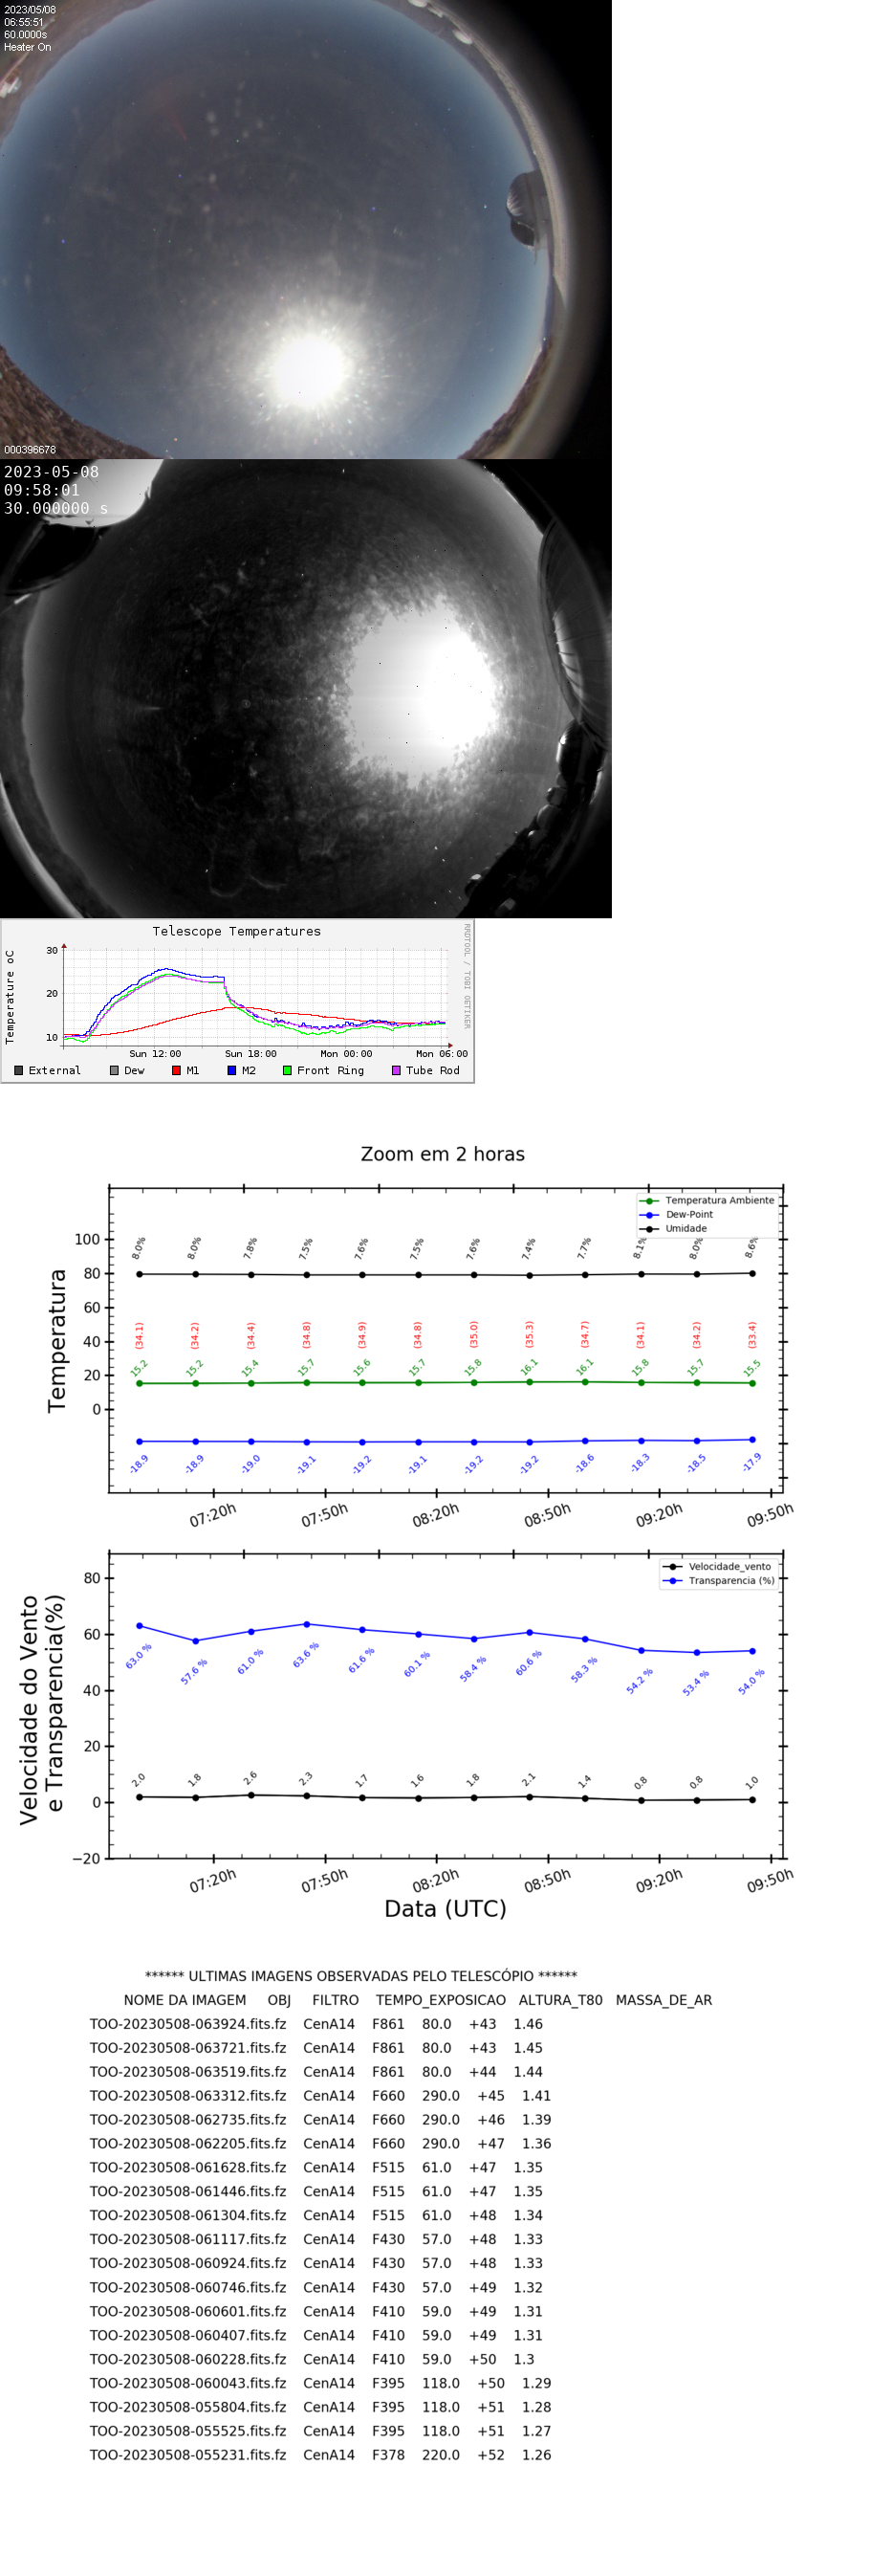 2023/05/08
06:55:51
60.0000s
Heater On
000396678
2023-05-08
09:58:01
30.000000 s
Telescope Temperatures
RRDTOOL / TOBI OETIKER
Temperature oC
30
20
10
Sun 12:00 Sun 18:00 Mon 00:00 Mon 06:00
External Dew M1 M2 Front Ring Tube Rod
Zoom em 2 horas
Temperatura Ambiente
Dew-Point
Umidade
Temperatura
100
80
60
40
20
0
8.0% 8.0% 7.8% 7.5% 7.6% 7.5% 7.6% 7.4% 7.7% 8.1% 8.0% 8.6%
(34.1) (34.2) (34.4) (34.8) (34.9) (34.8) (35.0) (35.3) (34.7) (34.1) (34.2) (33.4)
15.2 15.2 15.4 15.7 15.6 15.7 15.8 16.1 16.1 15.8 15.7 15.5
-18.9 -18.9 -19.0 -19.1 -19.2 -19.1 -19.2 -19.2 -18.6 -18.3 -18.5 -17.9
07:20h 07:50h 08:20h 08:50h 09:20h 09:50h
Velocidade_vento
Transparencia (%)
Velocidade do Vento
e Transparencia(%)
80
60
40
20
0
−20
63.0 % 57.6 % 61.0 % 63.6 % 61.6 % 60.1 % 58.4 % 60.6 % 58.3 % 54.2 % 53.4 % 54.0 %
2.0 1.8 2.6 2.3 1.7 1.6 1.8 2.1 1.4 0.8 0.8 1.0
07:20h 07:50h 08:20h 08:50h 09:20h 09:50h
Data (UTC)
****** ULTIMAS IMAGENS OBSERVADAS PELO TELESCÓPIO ******
NOME DA IMAGEM OBJ FILTRO TEMPO_EXPOSICAO ALTURA_T80 MASSA_DE_AR
TOO-20230508-063924.fits.fz CenA14 F861 80.0 +43 1.46
TOO-20230508-063721.fits.fz CenA14 F861 80.0 +43 1.45
TOO-20230508-063519.fits.fz CenA14 F861 80.0 +44 1.44
TOO-20230508-063312.fits.fz CenA14 F660 290.0 +45 1.41
TOO-20230508-062735.fits.fz CenA14 F660 290.0 +46 1.39
TOO-20230508-062205.fits.fz CenA14 F660 290.0 +47 1.36
TOO-20230508-061628.fits.fz CenA14 F515 61.0 +47 1.35
TOO-20230508-061446.fits.fz CenA14 F515 61.0 +47 1.35
TOO-20230508-061304.fits.fz CenA14 F515 61.0 +48 1.34
TOO-20230508-061117.fits.fz CenA14 F430 57.0 +48 1.33
TOO-20230508-060924.fits.fz CenA14 F430 57.0 +48 1.33
TOO-20230508-060746.fits.fz CenA14 F430 57.0 +49 1.32
TOO-20230508-060601.fits.fz CenA14 F410 59.0 +49 1.31
TOO-20230508-060407.fits.fz CenA14 F410 59.0 +49 1.31
TOO-20230508-060228.fits.fz CenA14 F410 59.0 +50 1.3
TOO-20230508-060043.fits.fz CenA14 F395 118.0 +50 1.29
TOO-20230508-055804.fits.fz CenA14 F395 118.0 +51 1.28
TOO-20230508-055525.fits.fz CenA14 F395 118.0 +51 1.27
TOO-20230508-055231.fits.fz CenA14 F378 220.0 +52 1.26